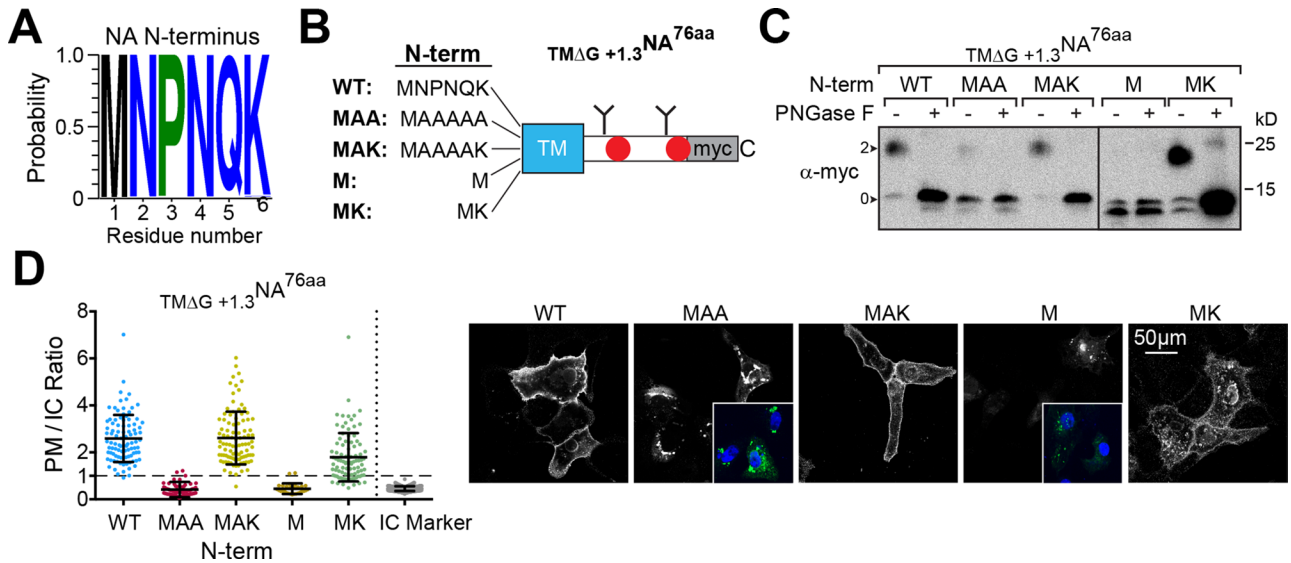 A
NA N-terminus
Probability
1.0
0.5
0
MNPNQK
1 2 3 4 5 6
Residue number
B
N-term
TMΔG +1.3NA76aa
WT: MNPNQK
MAA: MAAAAA
MAK: MAAAAK
M: M
MK: MK
TM
myc C
C
TMΔG +1.3NA76aa
N-term WT MAA MAK M MK
PNGase F - + - + - + - + - + kD
2
0
α-myc
25
15
D
TMΔG +1.3NA76aa
PM / IC Ratio
8
6
4
2
1
0
WT MAA MAK M MK IC Marker
N-term
WT MAA MAK M MK
50μm